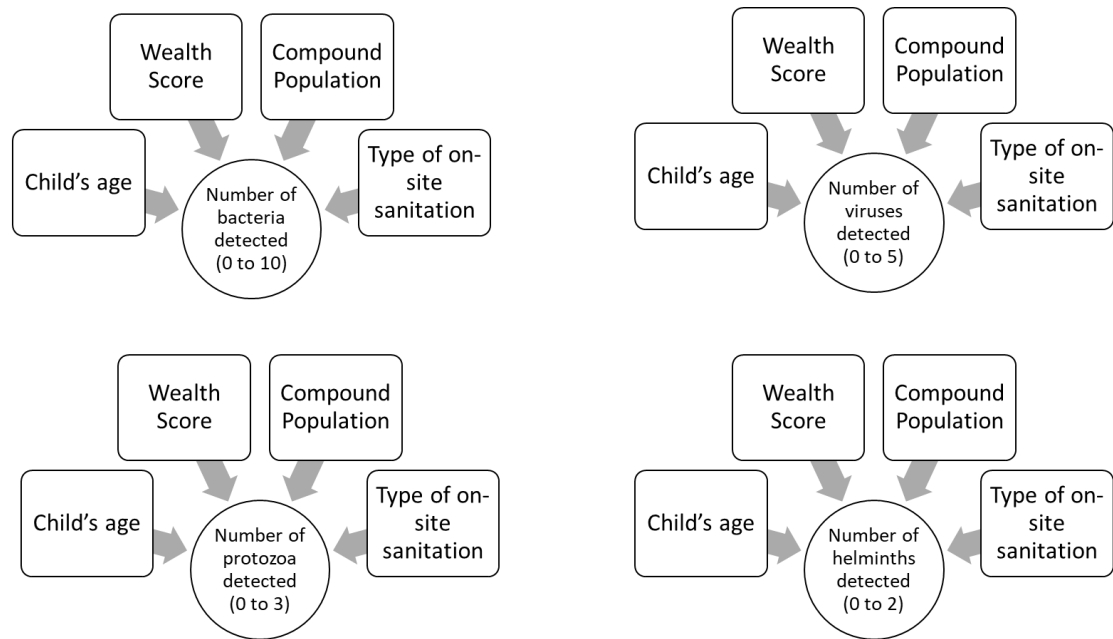 Wealth
Score
Compound
Population
Child's age
Type of on-
site
sanitation
Number of
bacteria
detected
(0 to 10)
Wealth
Score
Compound
Population
Child's age
Type of on-
site
sanitation
Number of
viruses
detected
(0 to 5)
Wealth
Score
Compound
Population
Child's age
Type of on-
site
sanitation
Number of
protozoa
detected
(0 to 3)
Wealth
Score
Compound
Population
Child's age
Type of on-
site
sanitation
Number of
helminths
detected
(0 to 2)